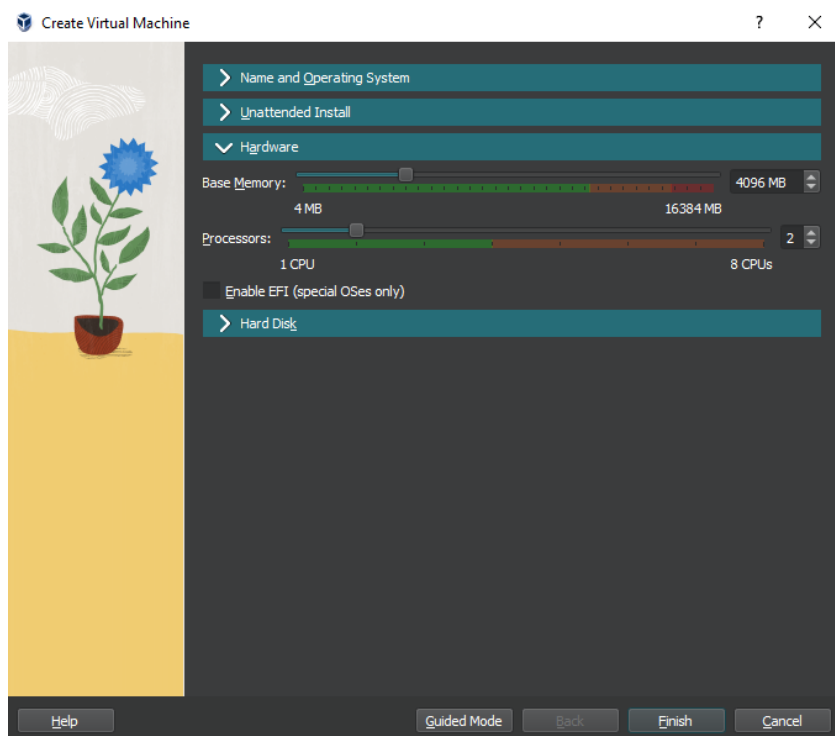 Create Virtual Machine
?
Name and Operating System
Unattended Install
Hardware
Base Memory: 4096 MB
4 MB 16384 MB
Processors: 2
1 CPU 8 CPUs
Enable EFI (special OSes only)
Hard Disk
Help Guided Mode Back Finish Cancel